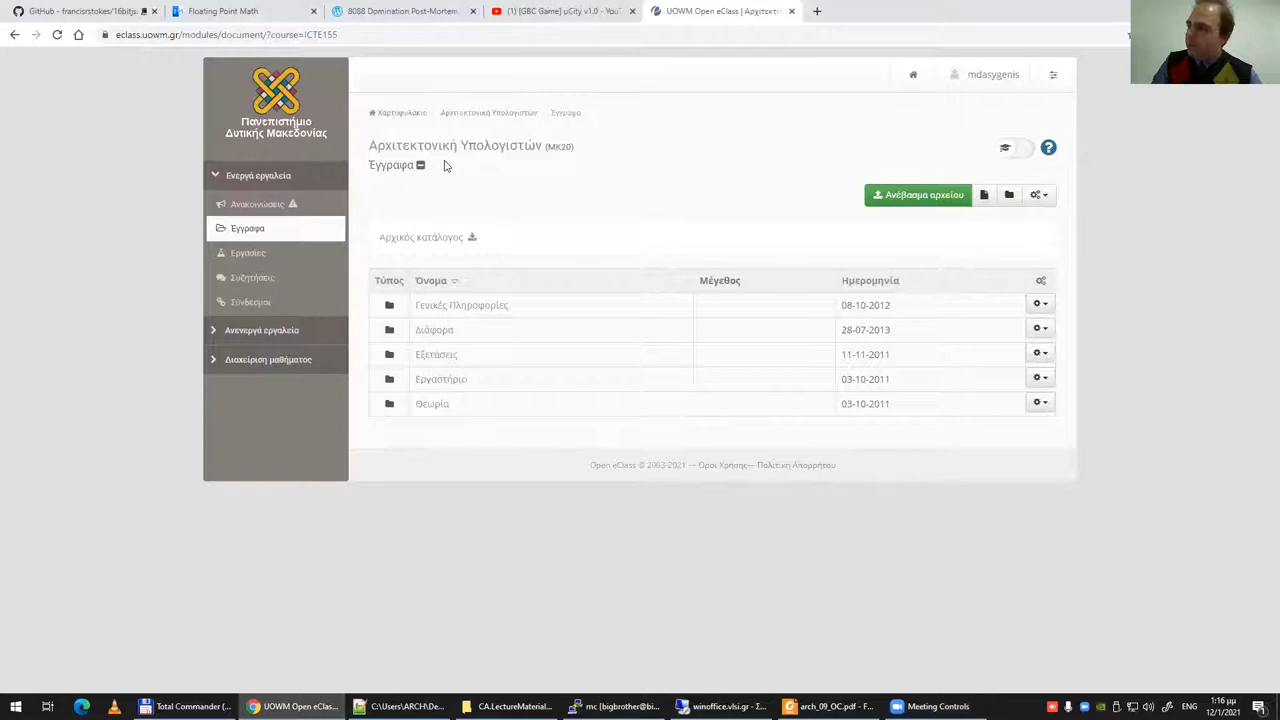 GitHub - francisrstokes/16bitjs
Floating Point Math
8088 Domination Post-Mortem
(1) [GBC Game] μCity v1.0 - YouT
UOWM Open eClass | Αρχιτεκτο
eclass.uowm.gr/modules/document/?course=ICTE155
Πανεπιστήμιο
Δυτικής Μακεδονίας
mdasygenis
Χαρτοφυλάκιο
Αρχιτεκτονική Υπολογιστών
Έγγραφα
Αρχιτεκτονική Υπολογιστών (MK20)
Έγγραφα
Ενεργά εργαλεία
Ανακοινώσεις
Έγγραφα
Εργασίες
Συζητήσεις
Σύνδεσμοι
Ανενεργά εργαλεία
Διαχείριση μαθήματος
Ανέβασμα αρχείου
Αρχικός κατάλογος
Τύπος Όνομα Μέγεθος Ημερομηνία
Γενικές Πληροφορίες 08-10-2012
Διάφορα 28-07-2013
Εξετάσεις 11-11-2011
Εργαστήριο 03-10-2011
Θεωρία 03-10-2011
Open eClass © 2003-2021 — Όροι Χρήσης— Πολιτική Απορρήτου
Total Commander (...
UOWM Open eClas...
C:\Users\ARCH\De...
CA.LectureMaterial...
mc [bigbrother@bi...
winoffice.vlsi.gr - Σ...
arch_09_OC.pdf - F...
Meeting Controls
ENG
1:16 μμ
12/1/2021